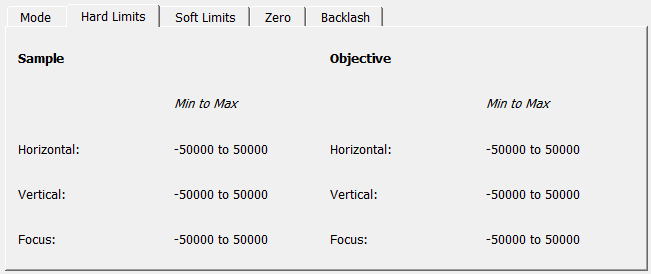 Mode Hard Limits Soft Limits Zero Backlash
Sample Objective
Min to Max Min to Max
Horizontal: -50000 to 50000 Horizontal: -50000 to 50000
Vertical: -50000 to 50000 Vertical: -50000 to 50000
Focus: -50000 to 50000 Focus: -50000 to 50000